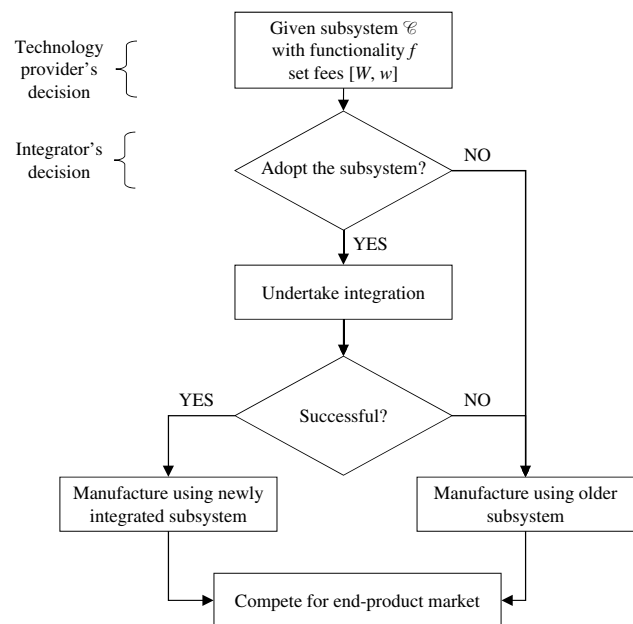 Technology
provider's
decision
Given subsystem 𝒞
with functionality f
set fees [W, w]
Integrator's
decision
Adopt the subsystem?
NO
YES
Undertake integration
YES
Successful?
NO
Manufacture using newly
integrated subsystem
Manufacture using older
subsystem
Compete for end-product market